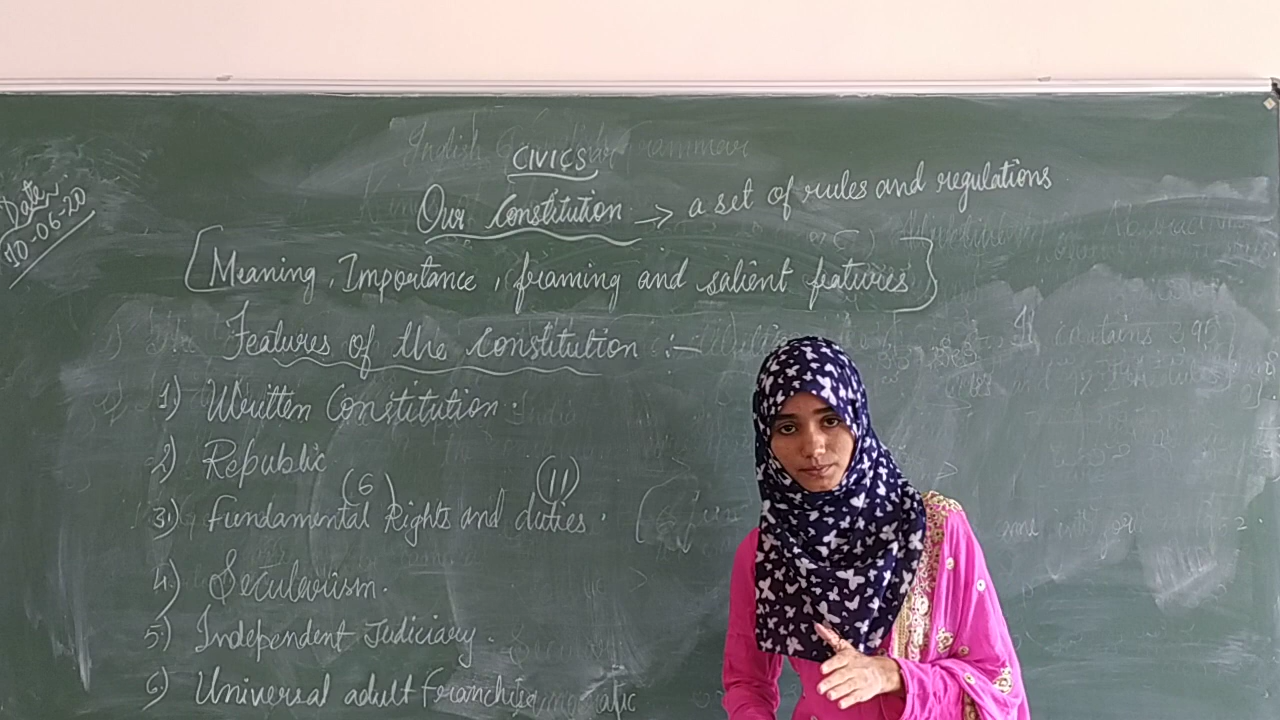 CIVICS
Date:-
10-06-20
Our Constitution → a set of rules and regulations
[Meaning, Importance, framing and salient features]
Features of the constitution :-
1) Written Constitution.
2) Republic
(6) (11)
3) Fundamental Rights and duties.
4) Secularism.
5) Independent Judiciary.
6) Universal adult franchise